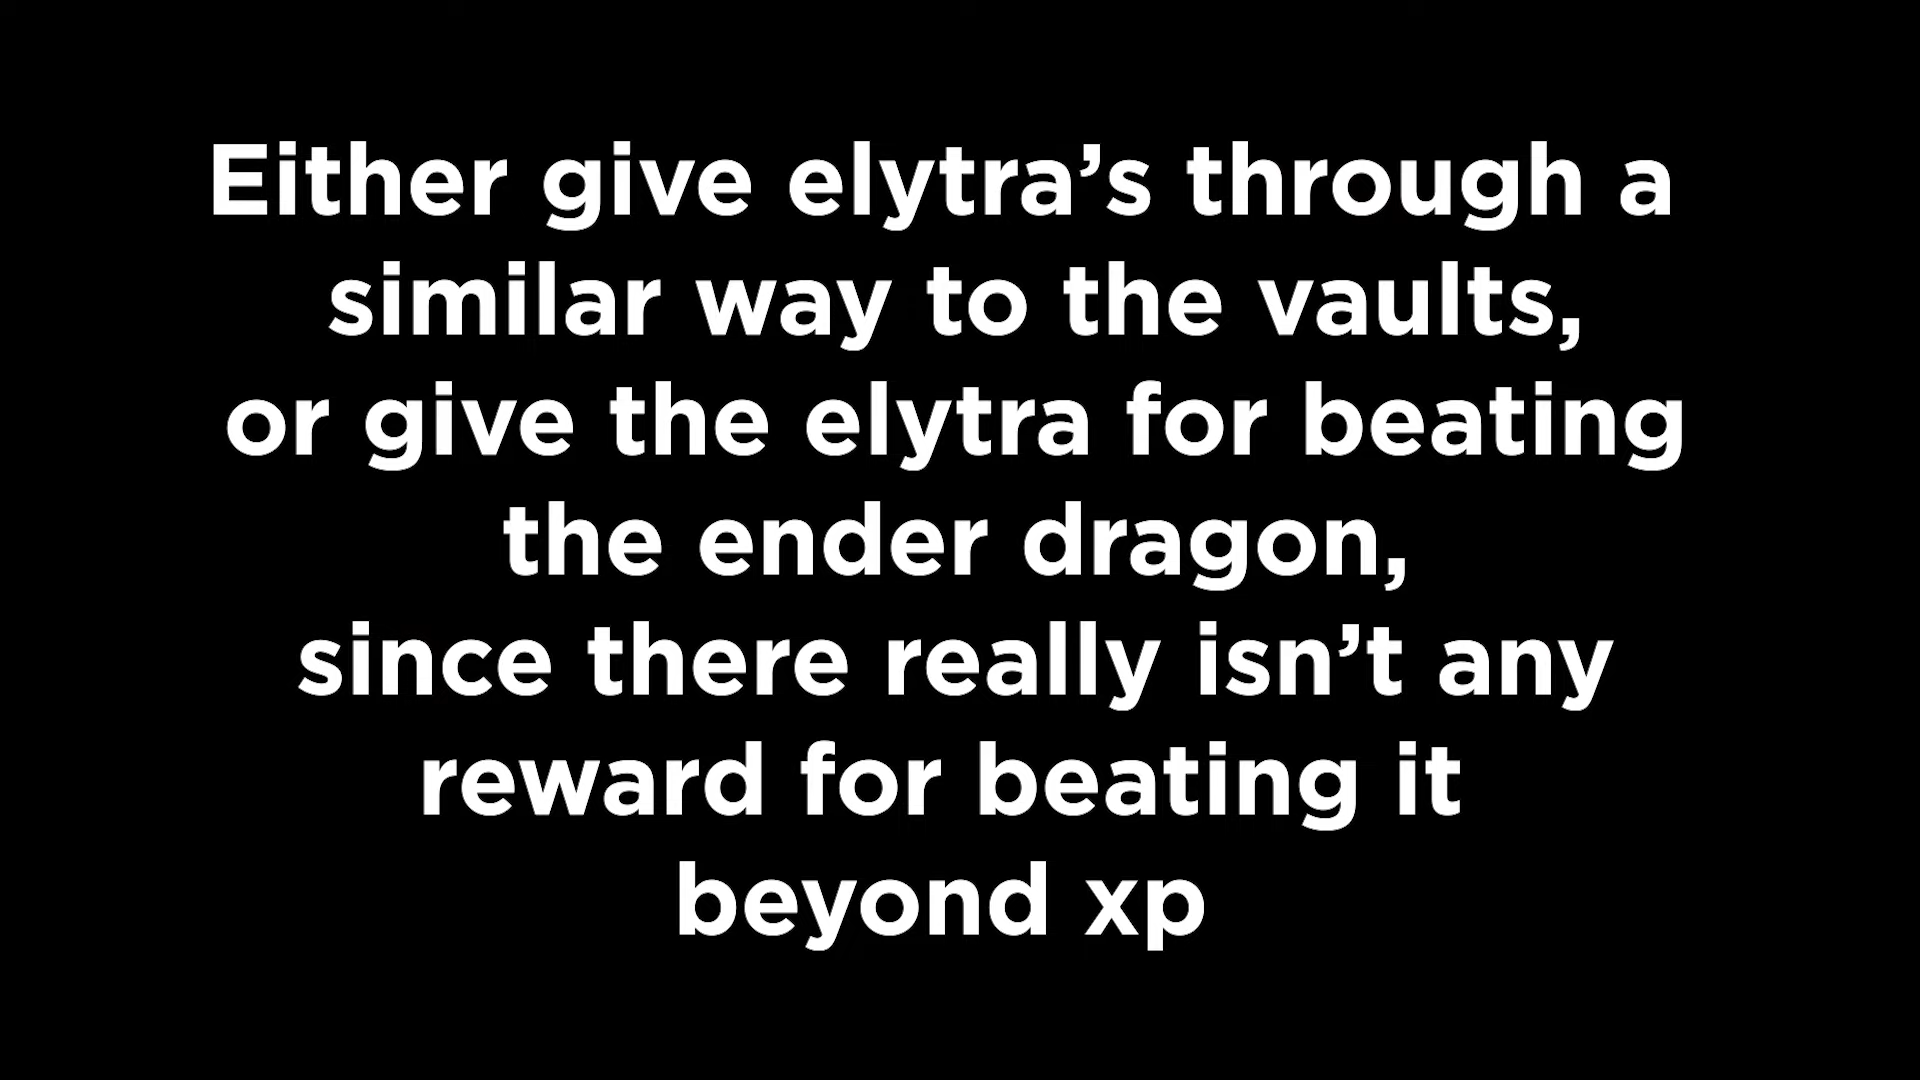 Either give elytra’s through a
similar way to the vaults,
or give the elytra for beating
the ender dragon,
since there really isn’t any
reward for beating it
beyond xp